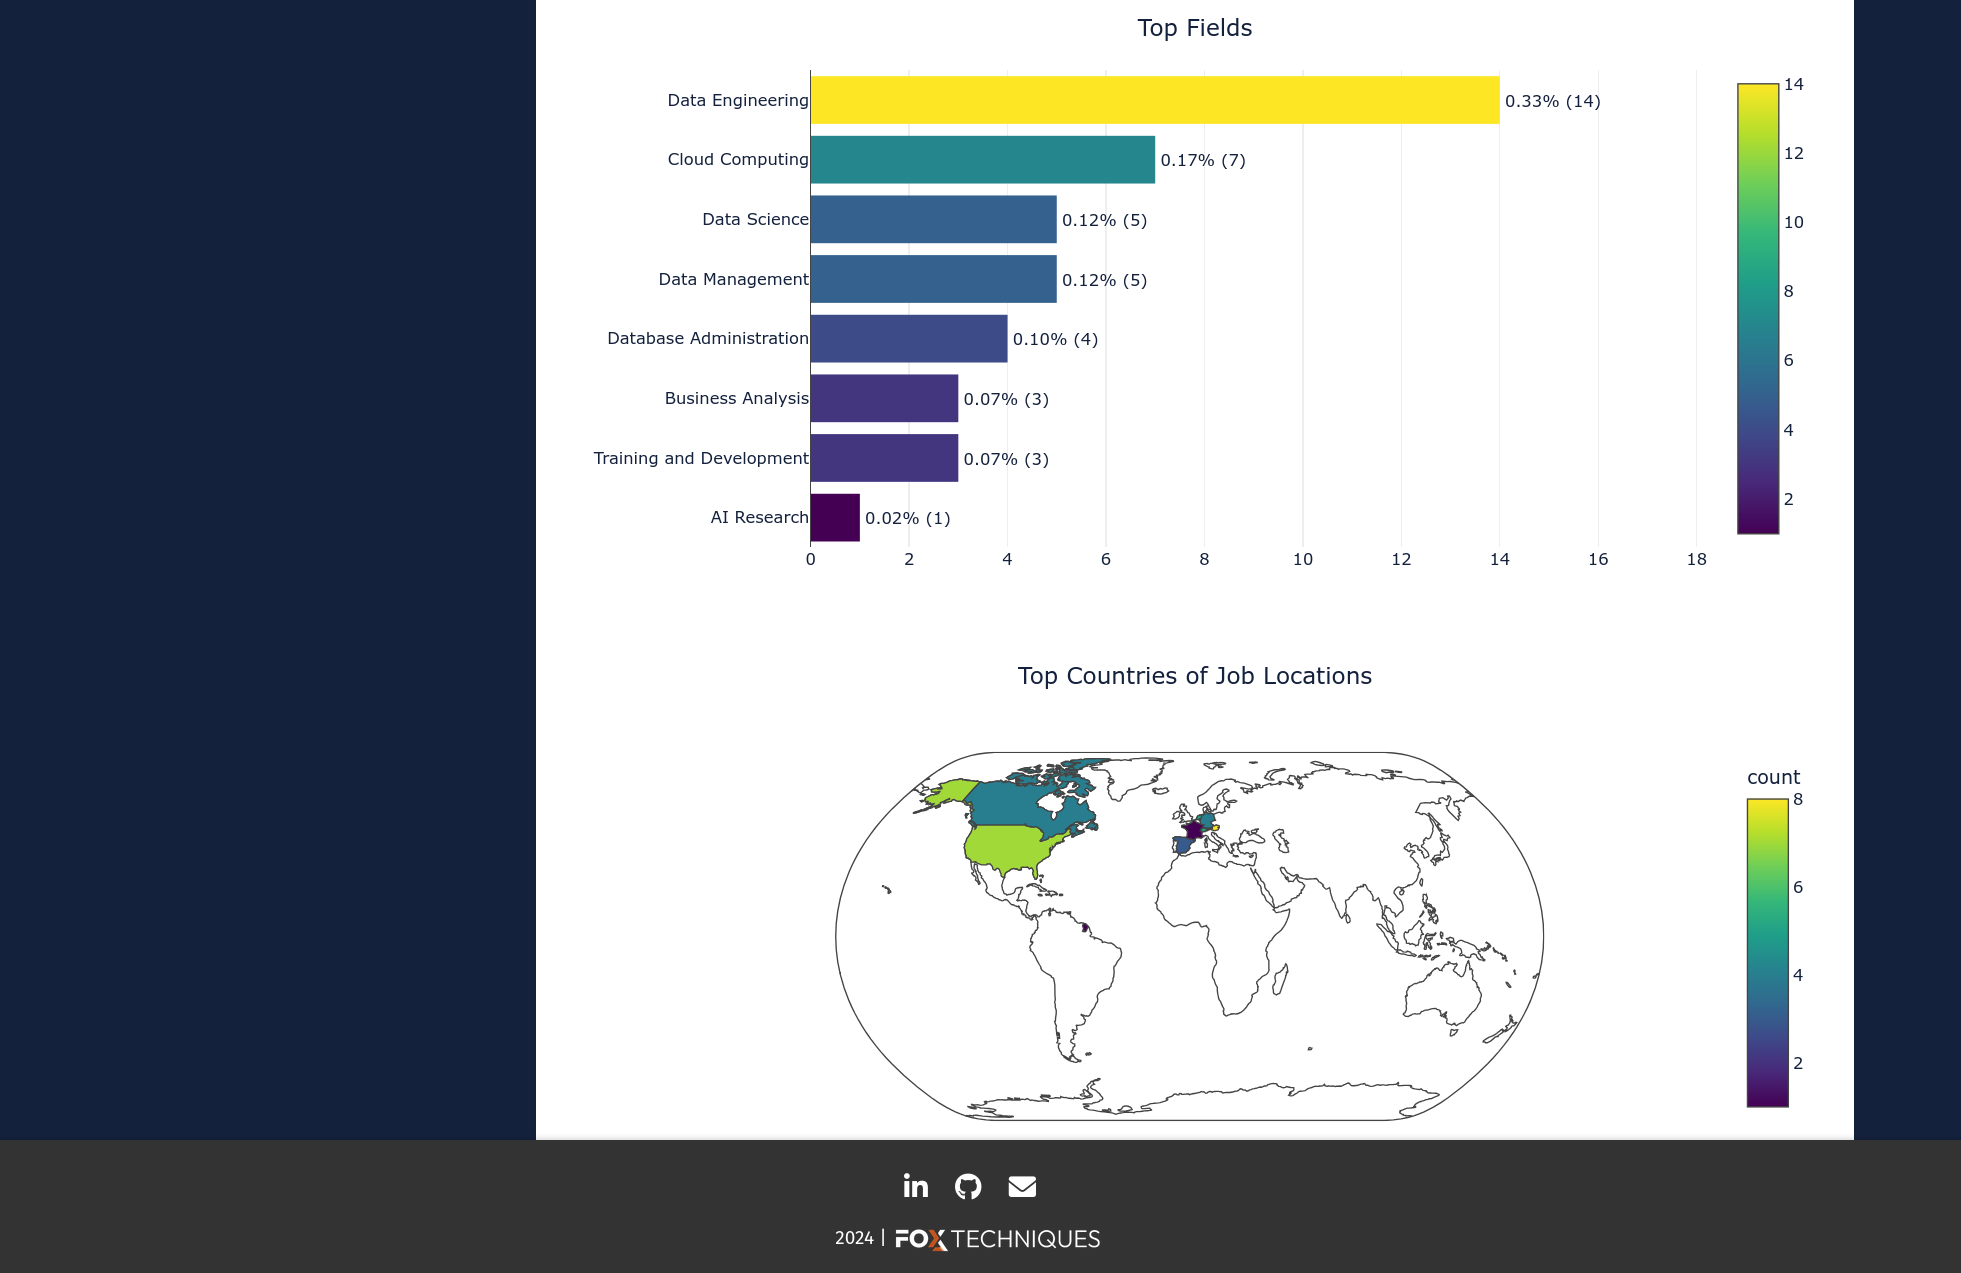 Top Fields
Data Engineering 0.33% (14)
Cloud Computing 0.17% (7)
Data Science 0.12% (5)
Data Management 0.12% (5)
Database Administration 0.10% (4)
Business Analysis 0.07% (3)
Training and Development 0.07% (3)
AI Research 0.02% (1)
0 2 4 6 8 10 12 14 16 18
14
12
10
8
6
4
2
Top Countries of Job Locations
count
8
6
4
2
in
2024 | FOX TECHNIQUES